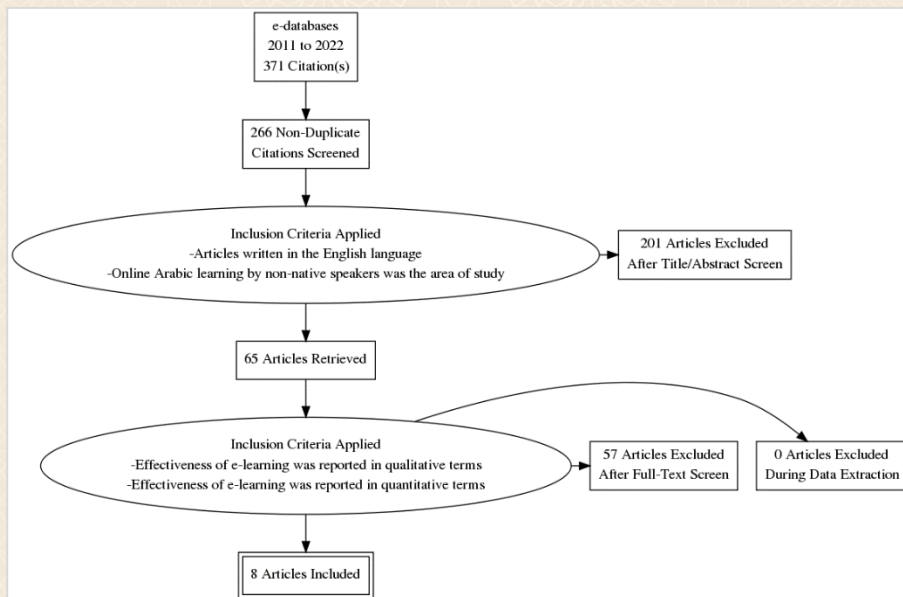 e-databases
2011 to 2022
371 Citation(s)
266 Non-Duplicate
Citations Screened
Inclusion Criteria Applied
-Articles written in the English language
-Online Arabic learning by non-native speakers was the area of study
201 Articles Excluded
After Title/Abstract Screen
65 Articles Retrieved
Inclusion Criteria Applied
-Effectiveness of e-learning was reported in qualitative terms
-Effectiveness of e-learning was reported in quantitative terms
57 Articles Excluded
After Full-Text Screen
0 Articles Excluded
During Data Extraction
8 Articles Included